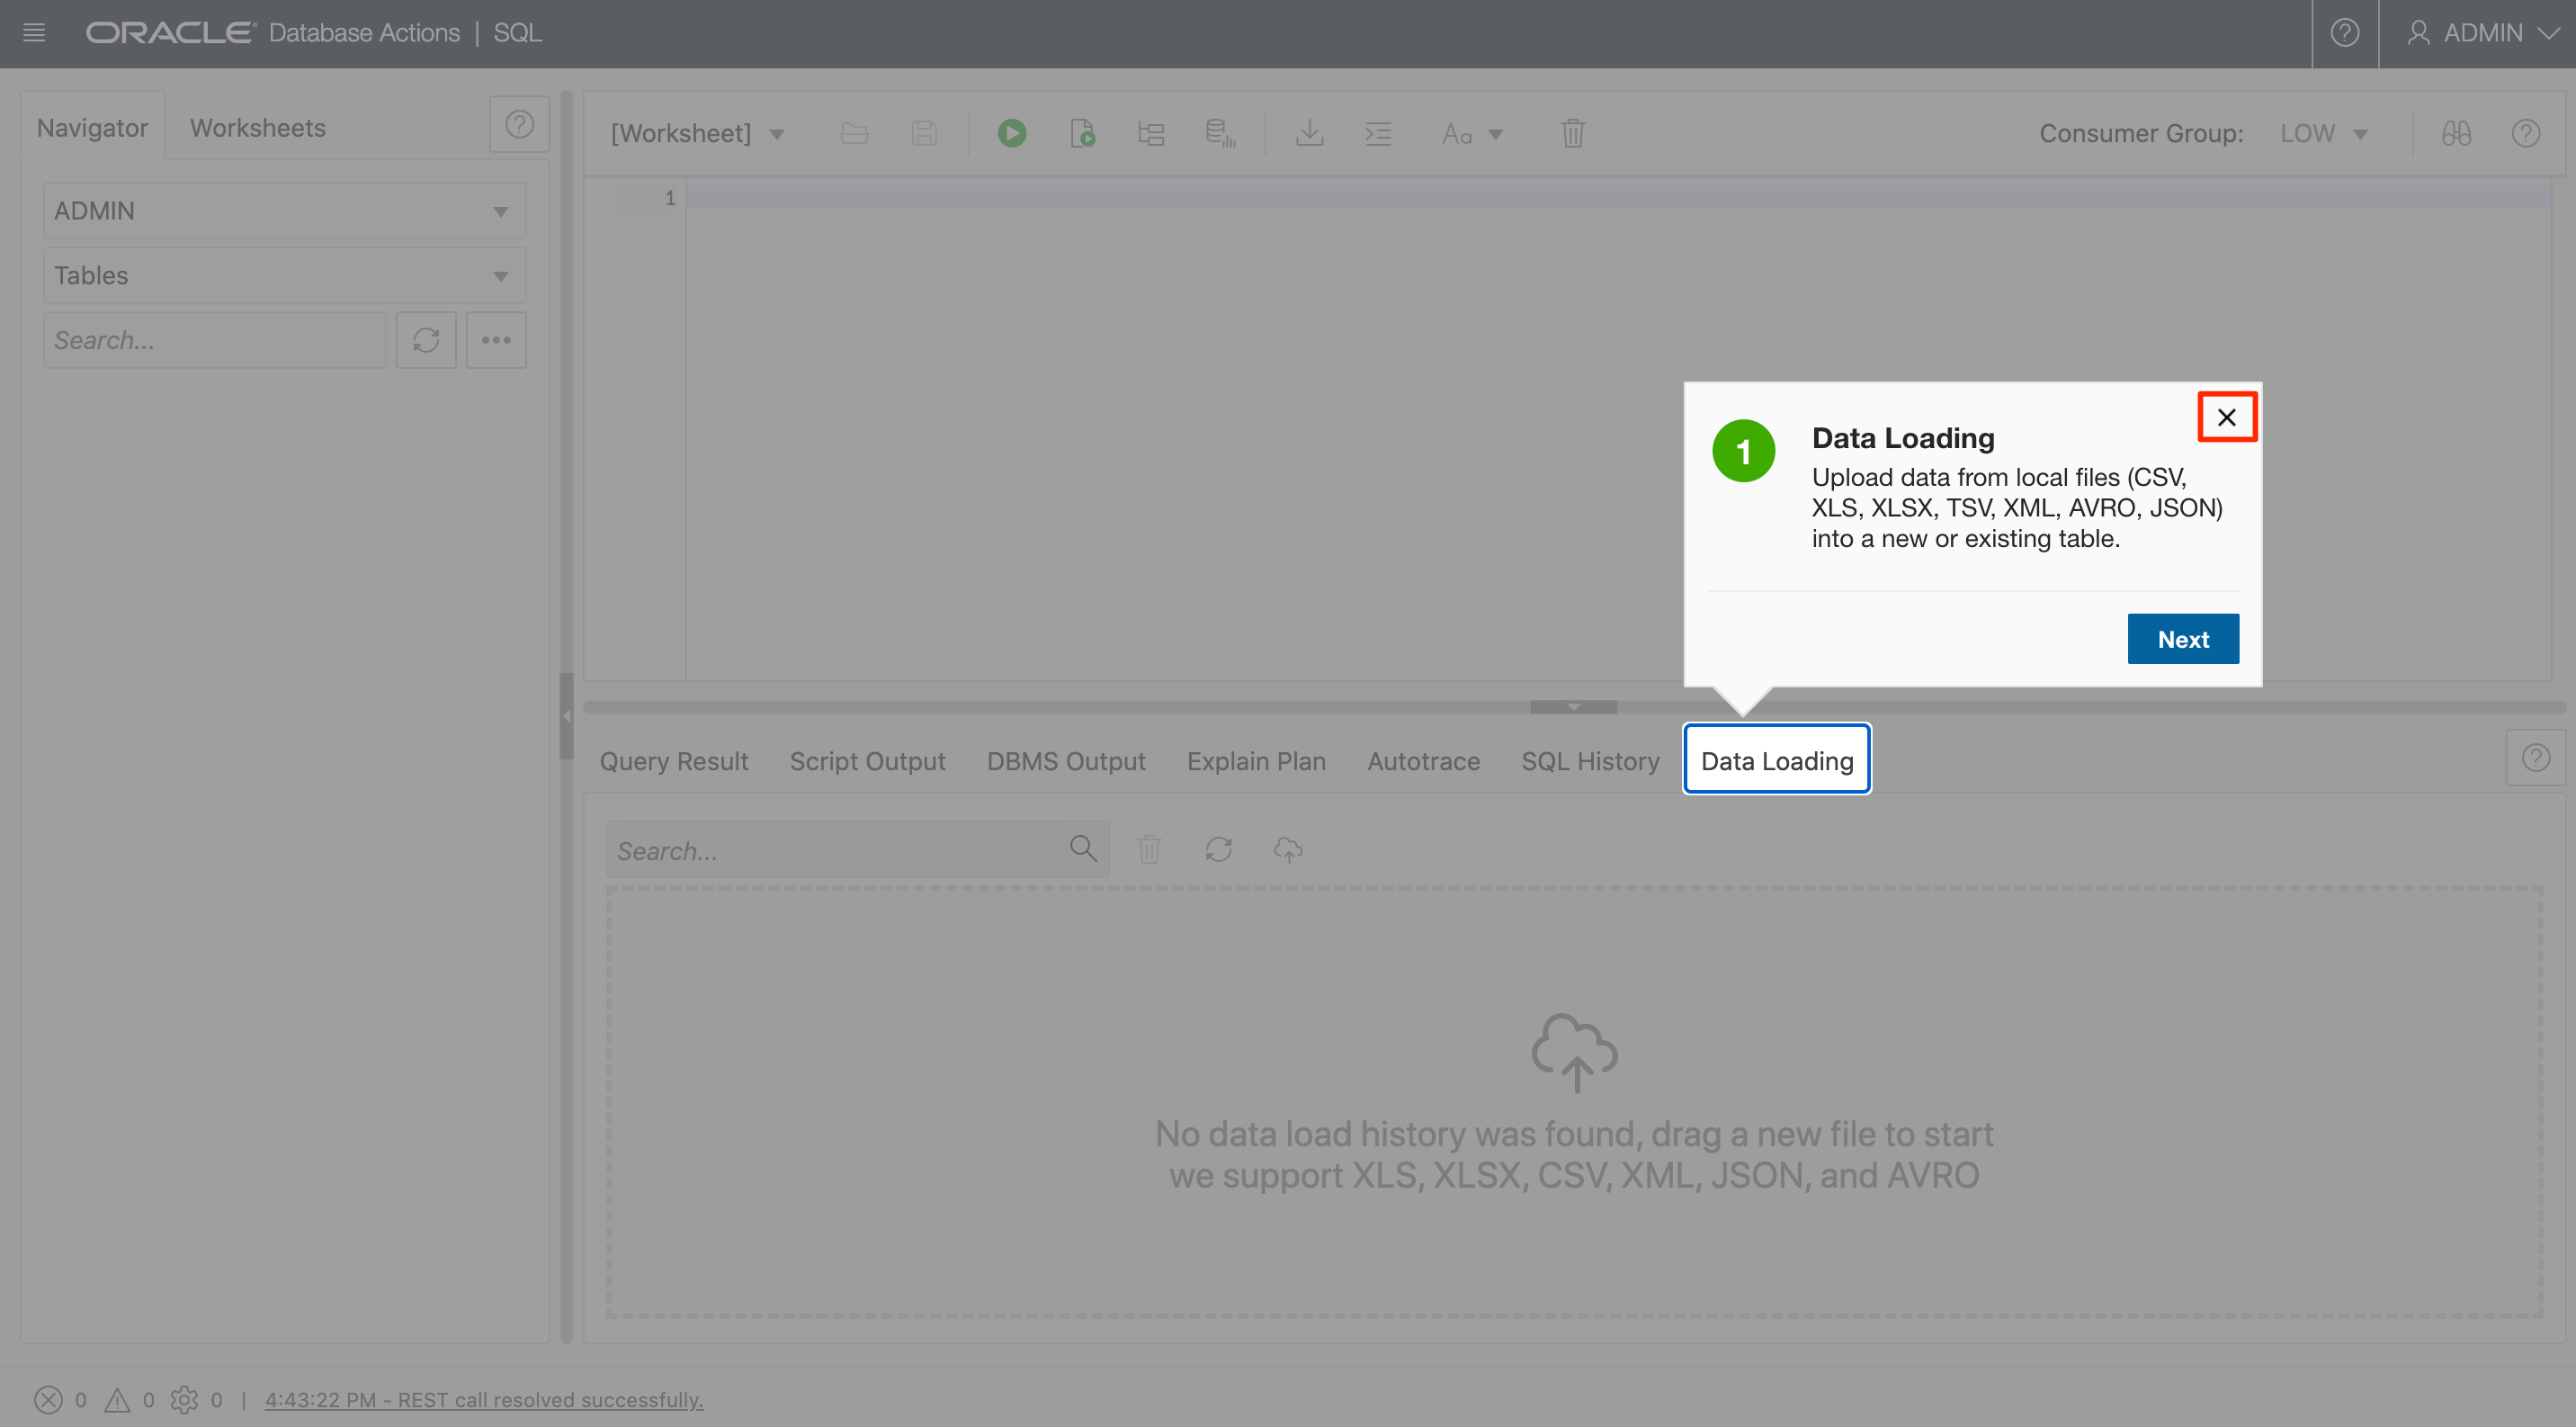 ORACLE Database Actions | SQL
ADMIN
Navigator
Worksheets
ADMIN
Tables
Search...
[Worksheet]
Aa
Consumer Group:
LOW
1
1
Data Loading
Upload data from local files (CSV,
XLS, XLSX, TSV, XML, AVRO, JSON)
into a new or existing table.
Next
Query Result
Script Output
DBMS Output
Explain Plan
Autotrace
SQL History
Data Loading
Search...
No data load history was found, drag a new file to start
we support XLS, XLSX, CSV, XML, JSON, and AVRO
0 0 0 | 4:43:22 PM - REST call resolved successfully.